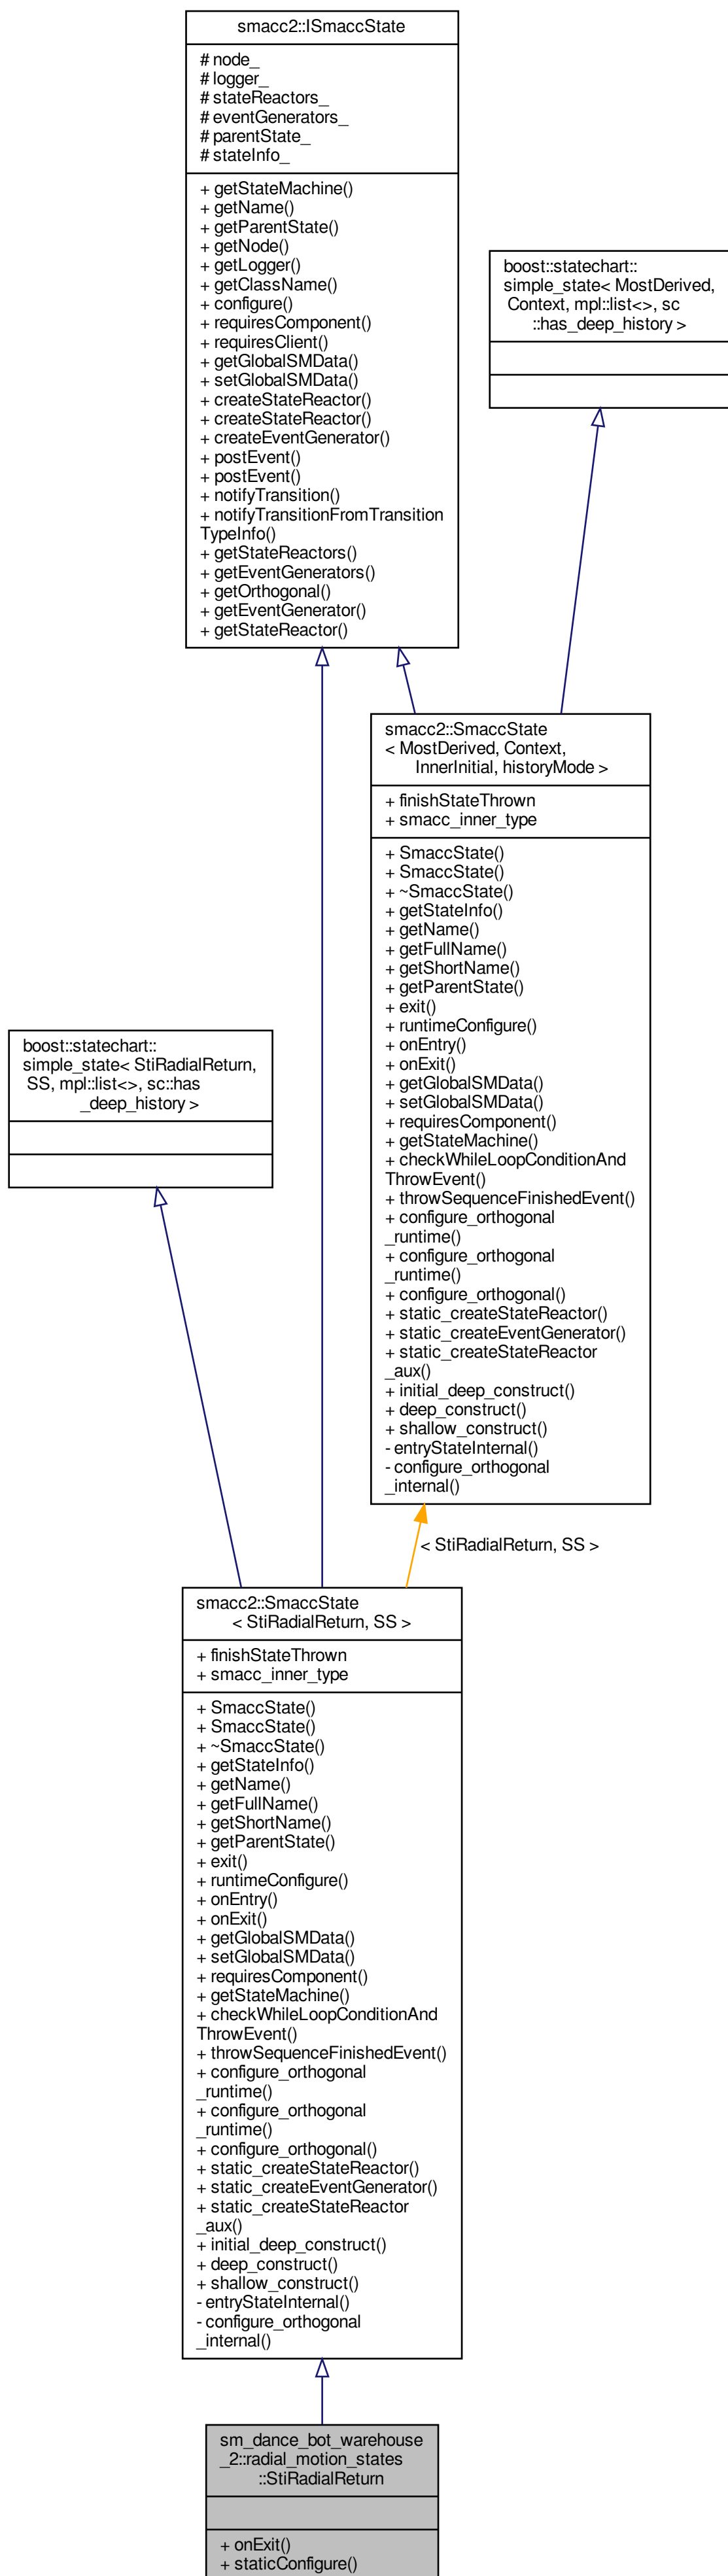 smacc2::ISmaccState
# node_
# logger_
# stateReactors_
# eventGenerators_
# parentState_
# stateInfo_
+ getStateMachine()
+ getName()
+ getParentState()
+ getNode()
+ getLogger()
+ getClassName()
+ configure()
+ requiresComponent()
+ requiresClient()
+ getGlobalSMData()
+ setGlobalSMData()
+ createStateReactor()
+ createStateReactor()
+ createEventGenerator()
+ postEvent()
+ postEvent()
+ notifyTransition()
+ notifyTransitionFromTransition
TypeInfo()
+ getStateReactors()
+ getEventGenerators()
+ getOrthogonal()
+ getEventGenerator()
+ getStateReactor()
boost::statechart::
simple_state< MostDerived,
Context, mpl::list<>, sc
::has_deep_history >
smacc2::SmaccState
< MostDerived, Context,
InnerInitial, historyMode >
+ finishStateThrown
+ smacc_inner_type
+ SmaccState()
+ SmaccState()
+ ~SmaccState()
+ getStateInfo()
+ getName()
+ getFullName()
+ getShortName()
+ getParentState()
+ exit()
+ runtimeConfigure()
+ onEntry()
+ onExit()
+ getGlobalSMData()
+ setGlobalSMData()
+ requiresComponent()
+ getStateMachine()
+ checkWhileLoopConditionAnd
ThrowEvent()
+ throwSequenceFinishedEvent()
+ configure_orthogonal
_runtime()
+ configure_orthogonal
_runtime()
+ configure_orthogonal()
+ static_createStateReactor()
+ static_createEventGenerator()
+ static_createStateReactor
_aux()
+ initial_deep_construct()
+ deep_construct()
+ shallow_construct()
- entryStateInternal()
- configure_orthogonal
_internal()
boost::statechart::
simple_state< StiRadialReturn,
SS, mpl::list<>, sc::has
_deep_history >
< StiRadialReturn, SS >
smacc2::SmaccState
< StiRadialReturn, SS >
+ finishStateThrown
+ smacc_inner_type
+ SmaccState()
+ SmaccState()
+ ~SmaccState()
+ getStateInfo()
+ getName()
+ getFullName()
+ getShortName()
+ getParentState()
+ exit()
+ runtimeConfigure()
+ onEntry()
+ onExit()
+ getGlobalSMData()
+ setGlobalSMData()
+ requiresComponent()
+ getStateMachine()
+ checkWhileLoopConditionAnd
ThrowEvent()
+ throwSequenceFinishedEvent()
+ configure_orthogonal
_runtime()
+ configure_orthogonal
_runtime()
+ configure_orthogonal()
+ static_createStateReactor()
+ static_createEventGenerator()
+ static_createStateReactor
_aux()
+ initial_deep_construct()
+ deep_construct()
+ shallow_construct()
- entryStateInternal()
- configure_orthogonal
_internal()
sm_dance_bot_warehouse
_2::radial_motion_states
::StiRadialReturn
+ onExit()
+ staticConfigure()